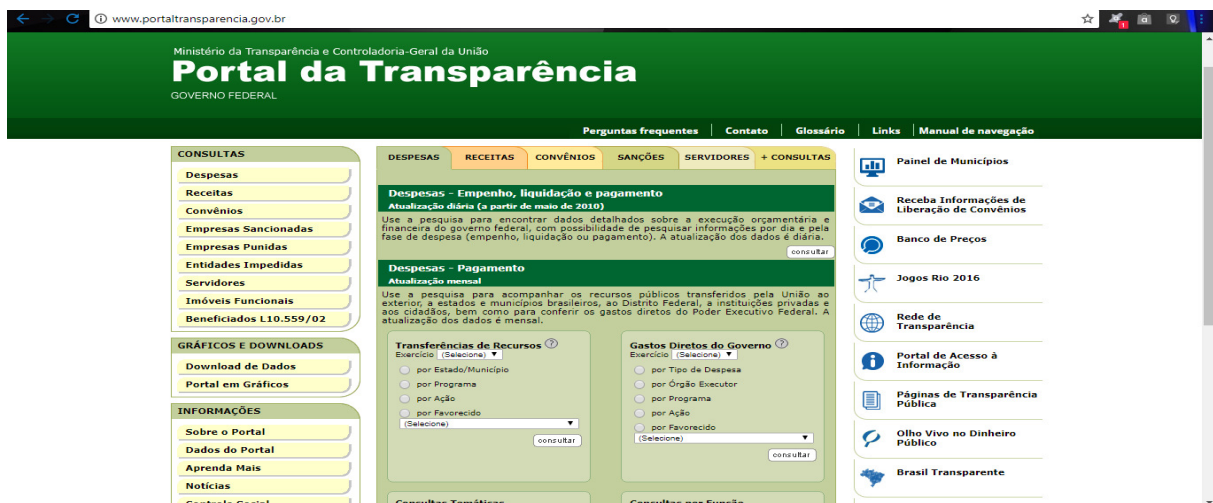 www.portaltransparencia.gov.br
Ministério da Transparência e Controladoria-Geral da União
Portal da Transparência
GOVERNO FEDERAL
Perguntas frequentes | Contato | Glossário | Links | Manual de navegação
CONSULTAS
Despesas
Receitas
Convênios
Empresas Sancionadas
Empresas Punidas
Entidades Impedidas
Servidores
Imóveis Funcionais
Beneficiados L10.559/02
GRÁFICOS E DOWNLOADS
Download de Dados
Portal em Gráficos
INFORMAÇÕES
Sobre o Portal
Dados do Portal
Aprenda Mais
Notícias
Controle Social
DESPESAS RECEITAS CONVÊNIOS SANÇÕES SERVIDORES + CONSULTAS
Despesas - Empenho, liquidação e pagamento
Atualização diária (a partir de maio de 2010)
Use a pesquisa para encontrar dados detalhados sobre a execução orçamentária e
financeira do governo federal, com possibilidade de pesquisar informações por dia e pela
fase de despesa (empenho, liquidação ou pagamento). A atualização dos dados é diária.
consultar
Despesas - Pagamento
Atualização mensal
Use a pesquisa para acompanhar os recursos públicos transferidos pela União ao
exterior, a estados e municípios brasileiros, ao Distrito Federal, a instituições privadas e
aos cidadãos, bem como para conferir os gastos diretos do Poder Executivo Federal. A
atualização dos dados é mensal.
Transferências de Recursos ?
Exercício (Selecione)
por Estado/Município
por Programa
por Ação
por Favorecido
(Selecione)
consultar
Gastos Diretos do Governo ?
Exercício (Selecione)
por Tipo de Despesa
por Órgão Executor
por Programa
por Ação
por Favorecido
(Selecione)
consultar
Consultas Temáticas
Consultas por Função
Painel de Municípios
Receba Informações de
Liberação de Convênios
Banco de Preços
Jogos Rio 2016
Rede de
Transparência
Portal de Acesso à
Informação
Páginas de Transparência
Pública
Olho Vivo no Dinheiro
Público
Brasil Transparente